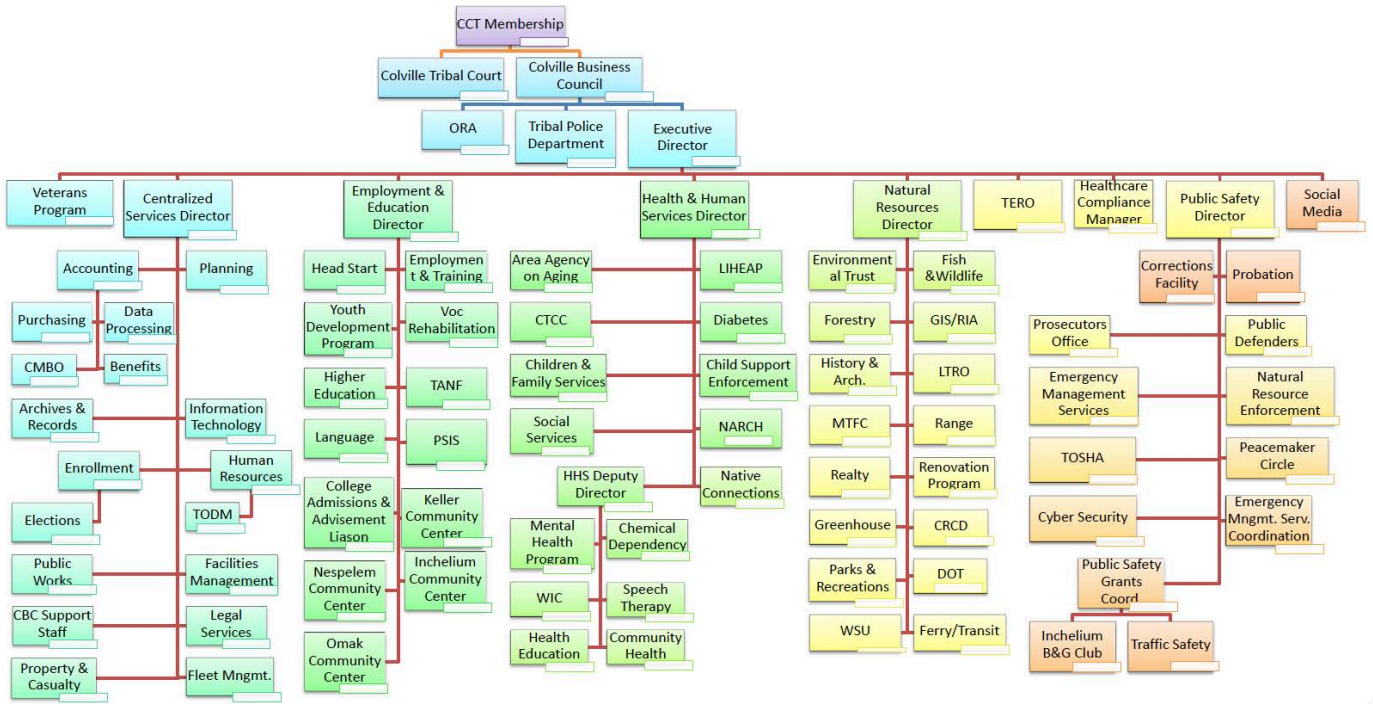 CCT Membership
Colville Tribal Court
Colville Business
Council
ORA
Tribal Police
Department
Executive
Director
Veterans
Program
Centralized
Services Director
Employment &
Education
Director
Health & Human
Services Director
Natural
Resources
Director
TERO
Healthcare
Compliance
Manager
Public Safety
Director
Social
Media
Accounting
Planning
Purchasing
Data
Processing
CMBO
Benefits
Archives &
Records
Information
Technology
Enrollment
Human
Resources
Elections
TODM
Public
Works
Facilities
Management
CBC Support
Staff
Legal
Services
Property &
Casualty
Fleet Mngmt.
Head Start
Employmen
t & Training
Youth
Development
Program
Voc
Rehabilitation
Higher
Education
TANF
Language
PSIS
College
Admissions &
Advisement
Liason
Keller
Community
Center
Nespelem
Community
Center
Inchelium
Community
Center
Omak
Community
Center
Area Agency
on Aging
LIHEAP
CTCC
Diabetes
Children &
Family Services
Child Support
Enforcement
Social
Services
NARCH
HHS Deputy
Director
Native
Connections
Mental
Health
Program
Chemical
Dependency
WIC
Speech
Therapy
Health
Education
Community
Health
Environment
al Trust
Fish
&Wildlife
Forestry
GIS/RIA
History &
Arch.
LTRO
MTFC
Range
Realty
Renovation
Program
Greenhouse
CRCD
Parks &
Recreations
DOT
WSU
Ferry/Transit
Corrections
Facility
Probation
Prosecutors
Office
Public
Defenders
Emergency
Management
Services
Natural
Resource
Enforcement
TOSHA
Peacemaker
Circle
Cyber Security
Emergency
Mngmt. Serv.
Coordination
Public Safety
Grants
Coord
Inchelium
B&G Club
Traffic Safety